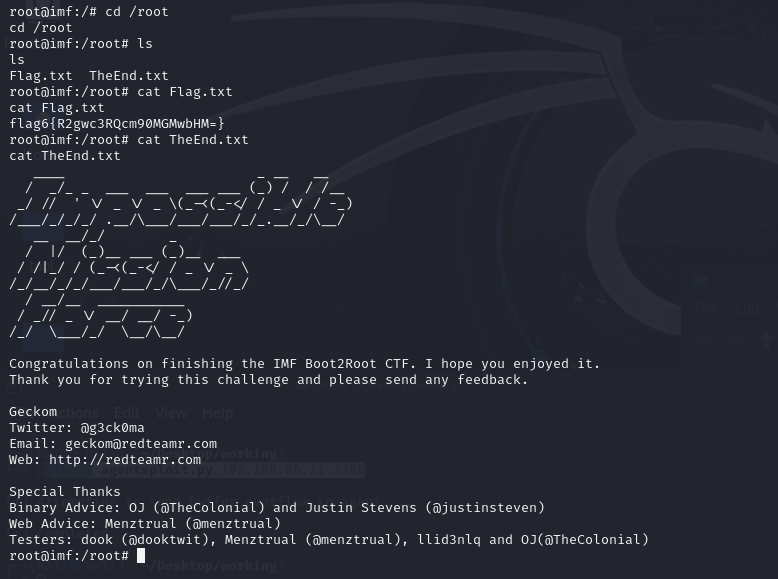 root@imf:/# cd /root
cd /root
root@imf:/root# ls
ls
Flag.txt  TheEnd.txt
root@imf:/root# cat Flag.txt
cat Flag.txt
flag6{R2gwc3RQcm90MGMwbHM=}
root@imf:/root# cat TheEnd.txt
cat TheEnd.txt
Impossible
Mission
Force
Congratulations on finishing the IMF Boot2Root CTF. I hope you enjoyed it.
Thank you for trying this challenge and please send any feedback.
Geckom
Twitter: @g3ck0ma
Email: geckom@redteamr.com
Web: http://redteamr.com
Special Thanks
Binary Advice: OJ (@TheColonial) and Justin Stevens (@justinsteven)
Web Advice: Menztrual (@menztrual)
Testers: dook (@dooktwit), Menztrual (@menztrual), llid3nlq and OJ(@TheColonial)
root@imf:/root#